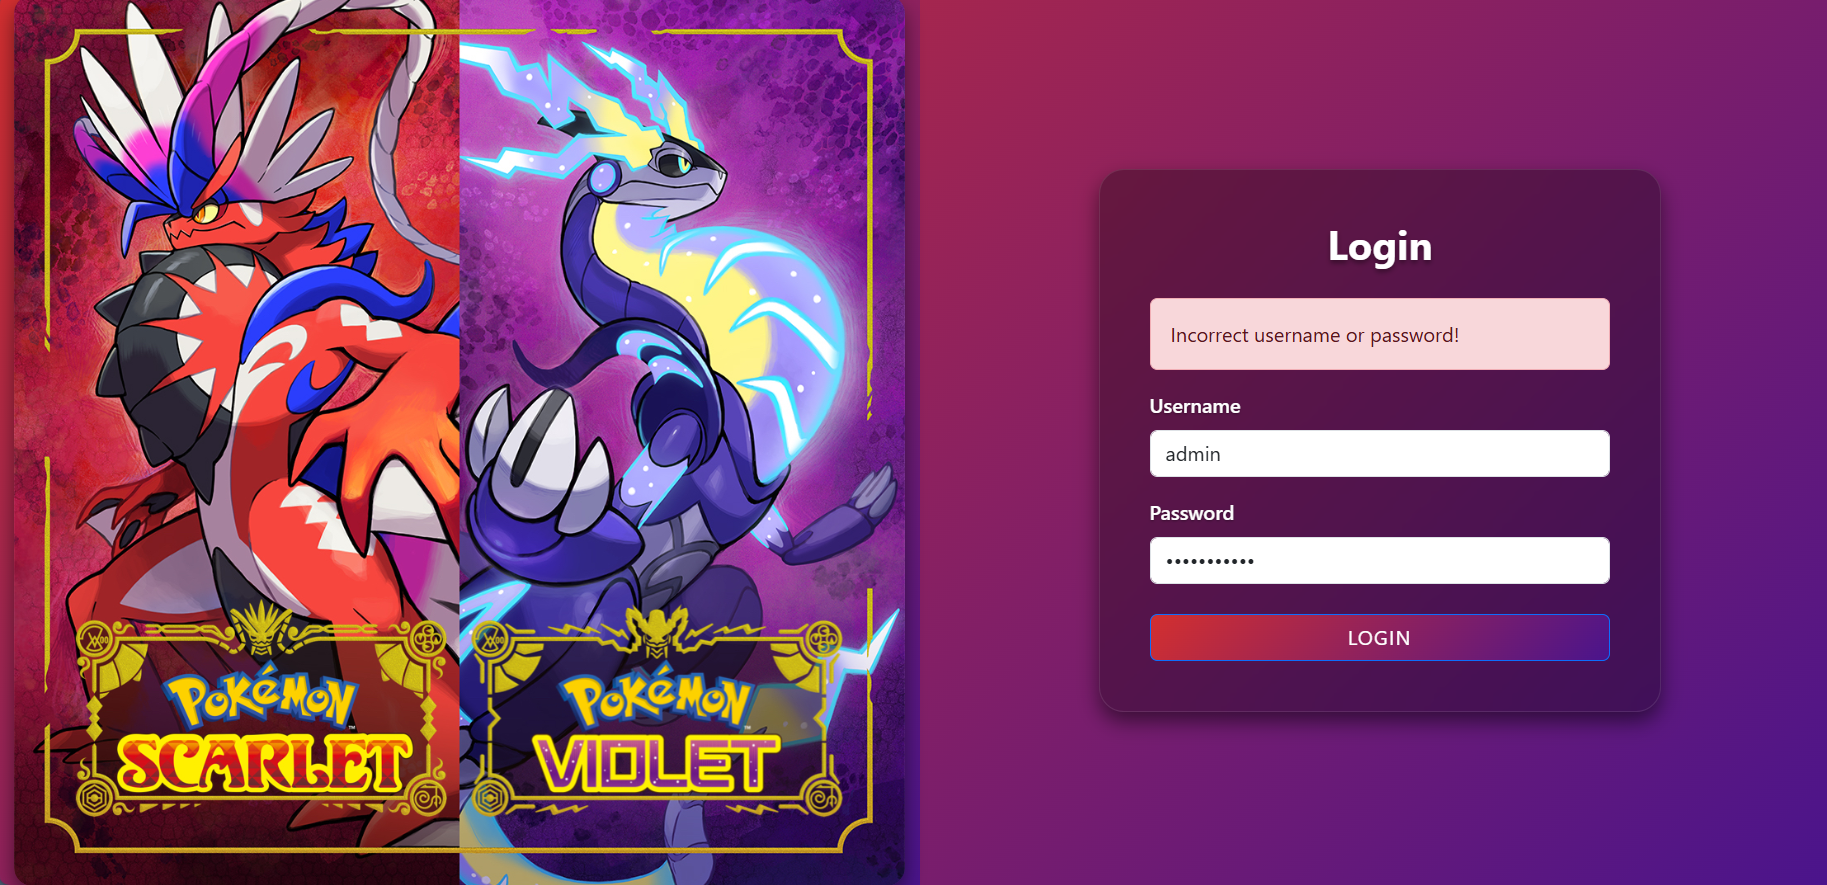 POKÉMON
SCARLET
POKÉMON
VIOLET
Login
Incorrect username or password!
Username
admin
Password
•••••••••••
LOGIN